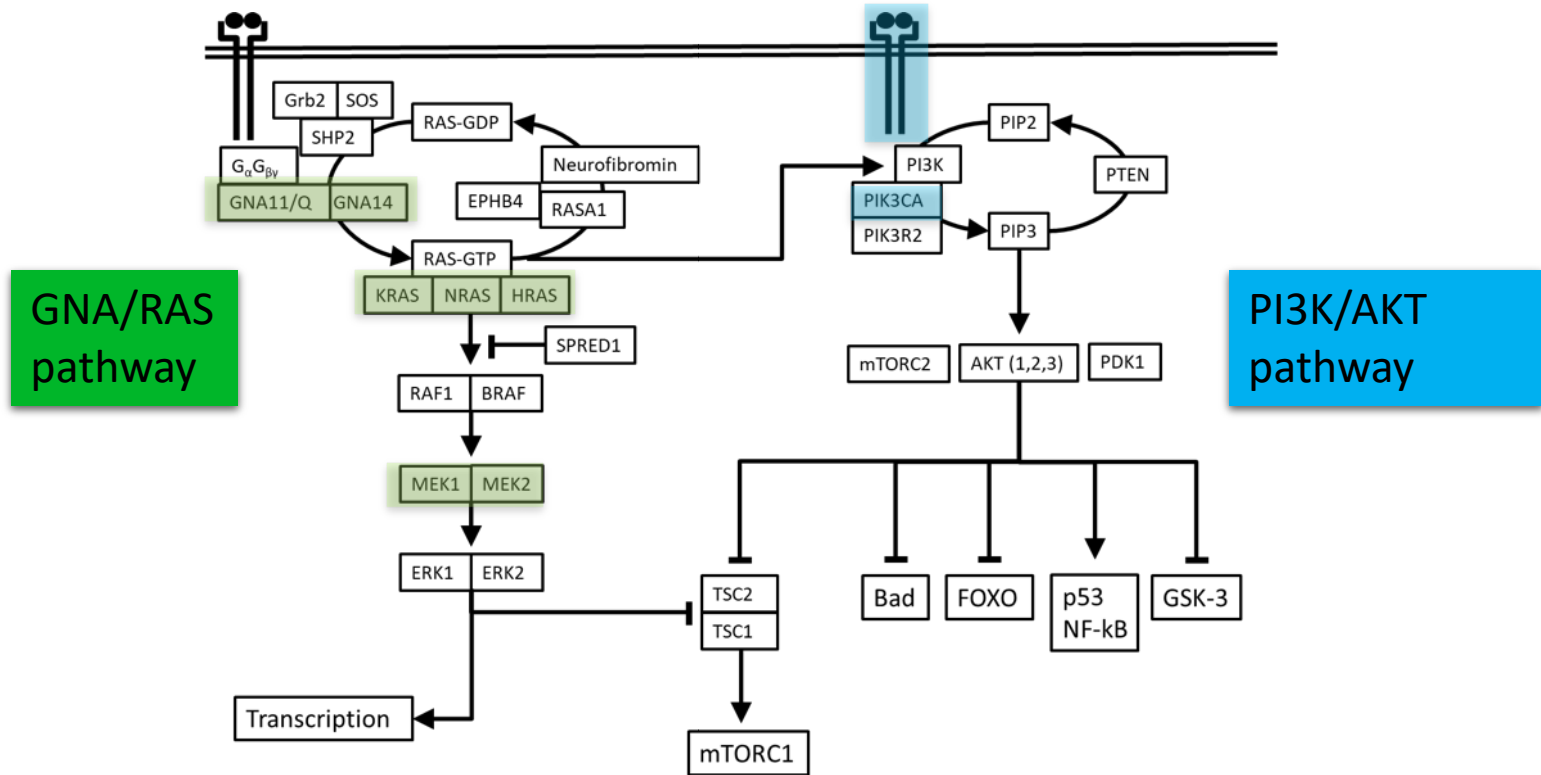 Grb2 SOS
SHP2
RAS-GDP
GαGβγ
GNA11/Q GNA14
Neurofibromin
EPHB4
RASA1
RAS-GTP
KRAS NRAS HRAS
SPRED1
RAF1 BRAF
MEK1 MEK2
ERK1 ERK2
Transcription
GNA/RAS
pathway
PI3K
PIK3CA
PIK3R2
PIP2
PTEN
PIP3
mTORC2
AKT (1,2,3)
PDK1
TSC2
TSC1
mTORC1
Bad
FOXO
p53
NF-kB
GSK-3
PI3K/AKT
pathway